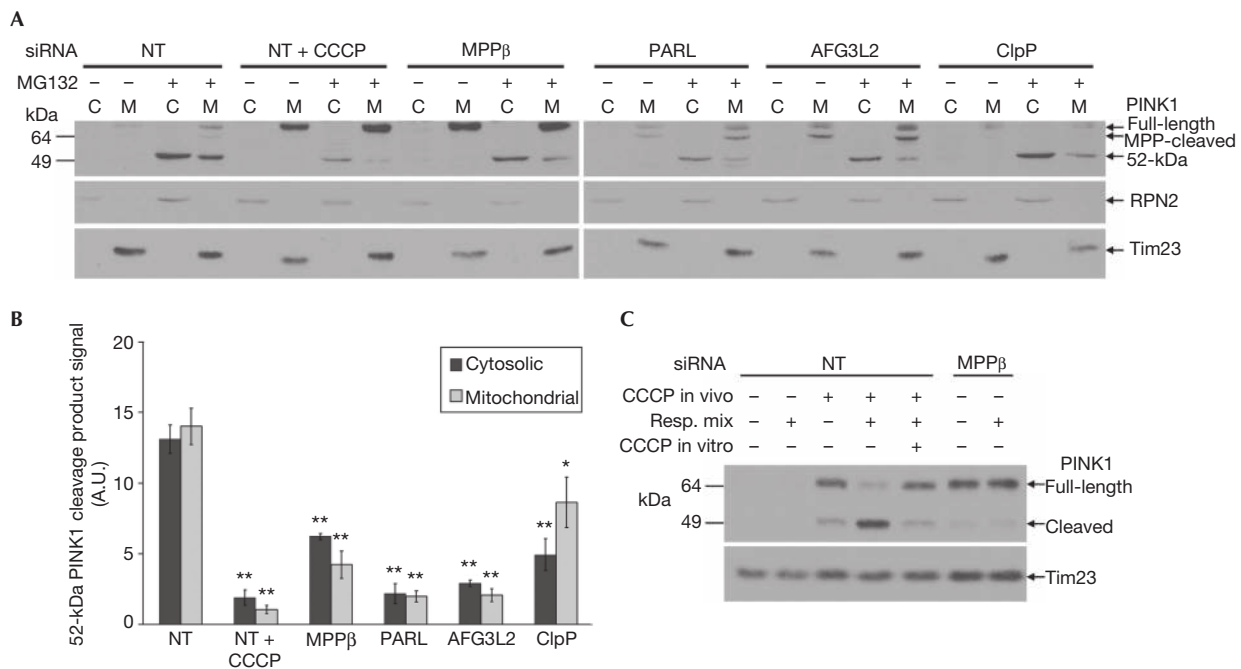 A
siRNA NT NT + CCCP MPPβ PARL AFG3L2 ClpP
MG132 – – + + – – + + – – + + – – + + – – + + – – + +
C M C M C M C M C M C M C M C M C M C M C M C M PINK1
kDa
64
49
Full-length
MPP-cleaved
52-kDa
RPN2
Tim23
B
52-kDa PINK1 cleavage product signal
(A.U.)
20
15
10
5
0
Cytosolic
Mitochondrial
** ** ** ** ** ** ** ** ** *
NT NT + CCCP MPPβ PARL AFG3L2 ClpP
C
siRNA NT MPPβ
CCCP in vivo – – + + + – –
Resp. mix – + – + + – +
CCCP in vitro – – – – + – –
PINK1
kDa
64
49
Full-length
Cleaved
Tim23